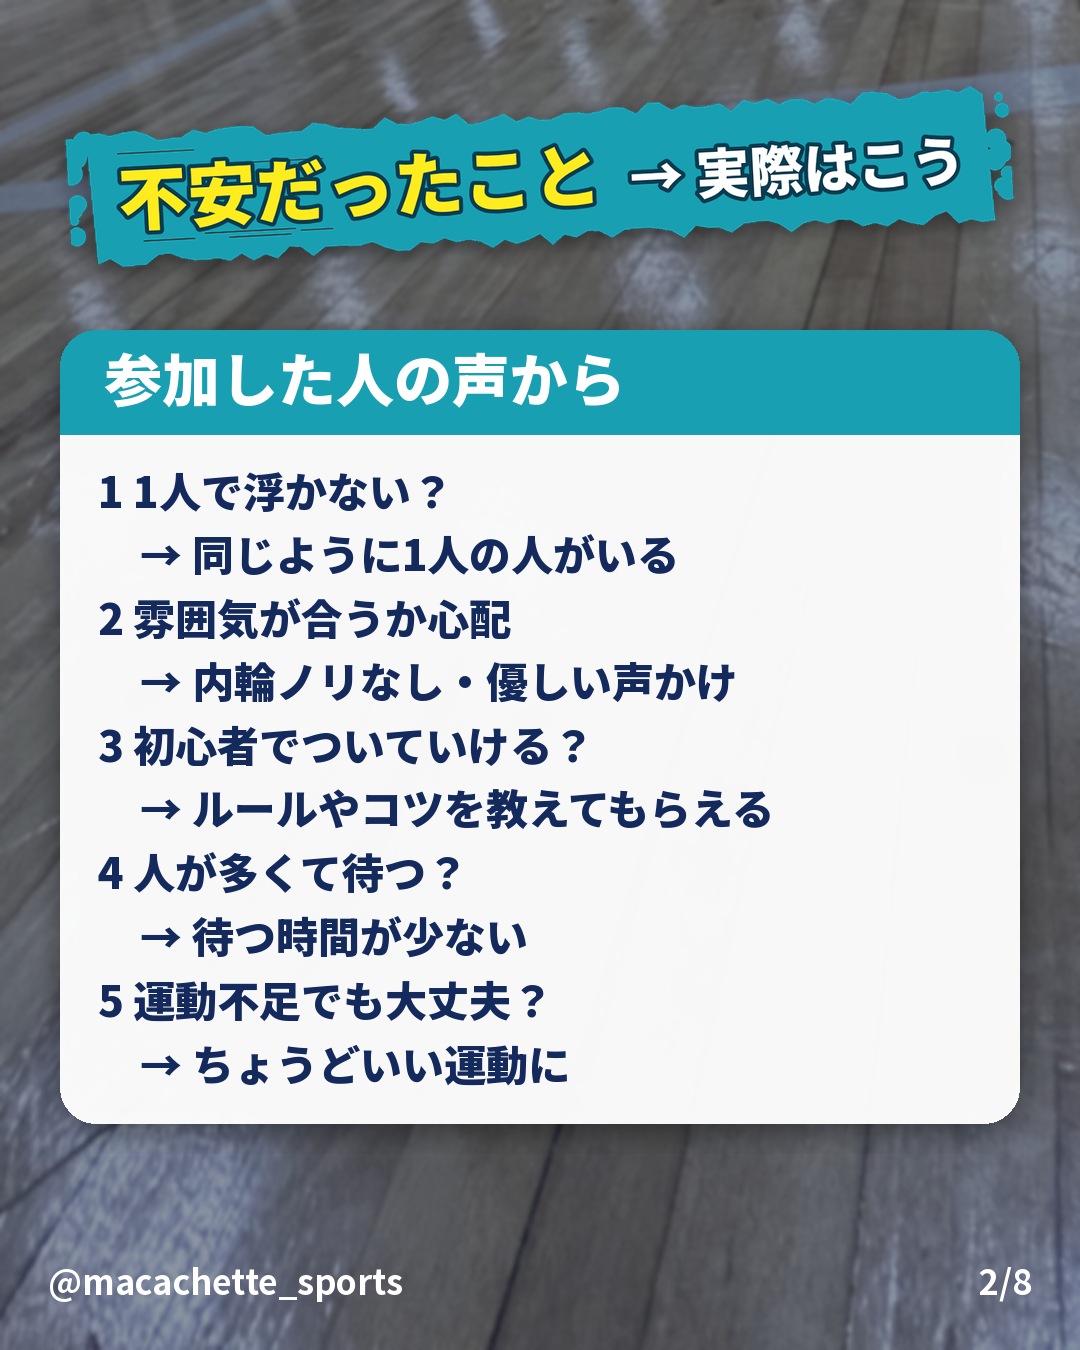 不安だったこと → 実際はこう
参加した人の声から
1 1人で浮かない？
→ 同じように1人の人がいる
2 雰囲気が合うか心配
→ 内輪ノリなし・優しい声かけ
3 初心者でついていける？
→ ルールやコツを教えてもらえる
4 人が多くて待つ？
→ 待つ時間が少ない
5 運動不足でも大丈夫？
→ ちょうどいい運動に
@macachette_sports
2/8